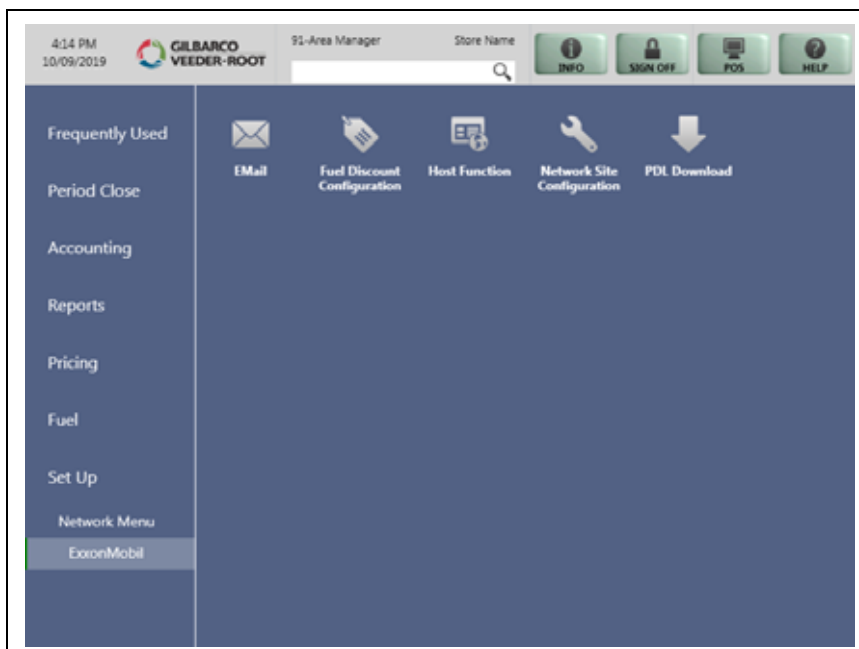 4:14 PM
10/09/2019
GILBARCO
VEEDER-ROOT
91-Area Manager
Store Name
INFO
SIGN OFF
POS
HELP
Frequently Used
Period Close
Accounting
Reports
Pricing
Fuel
Set Up
Network Menu
ExxonMobil
EMail
Fuel Discount
Configuration
Host Function
Network Site
Configuration
PDL Download